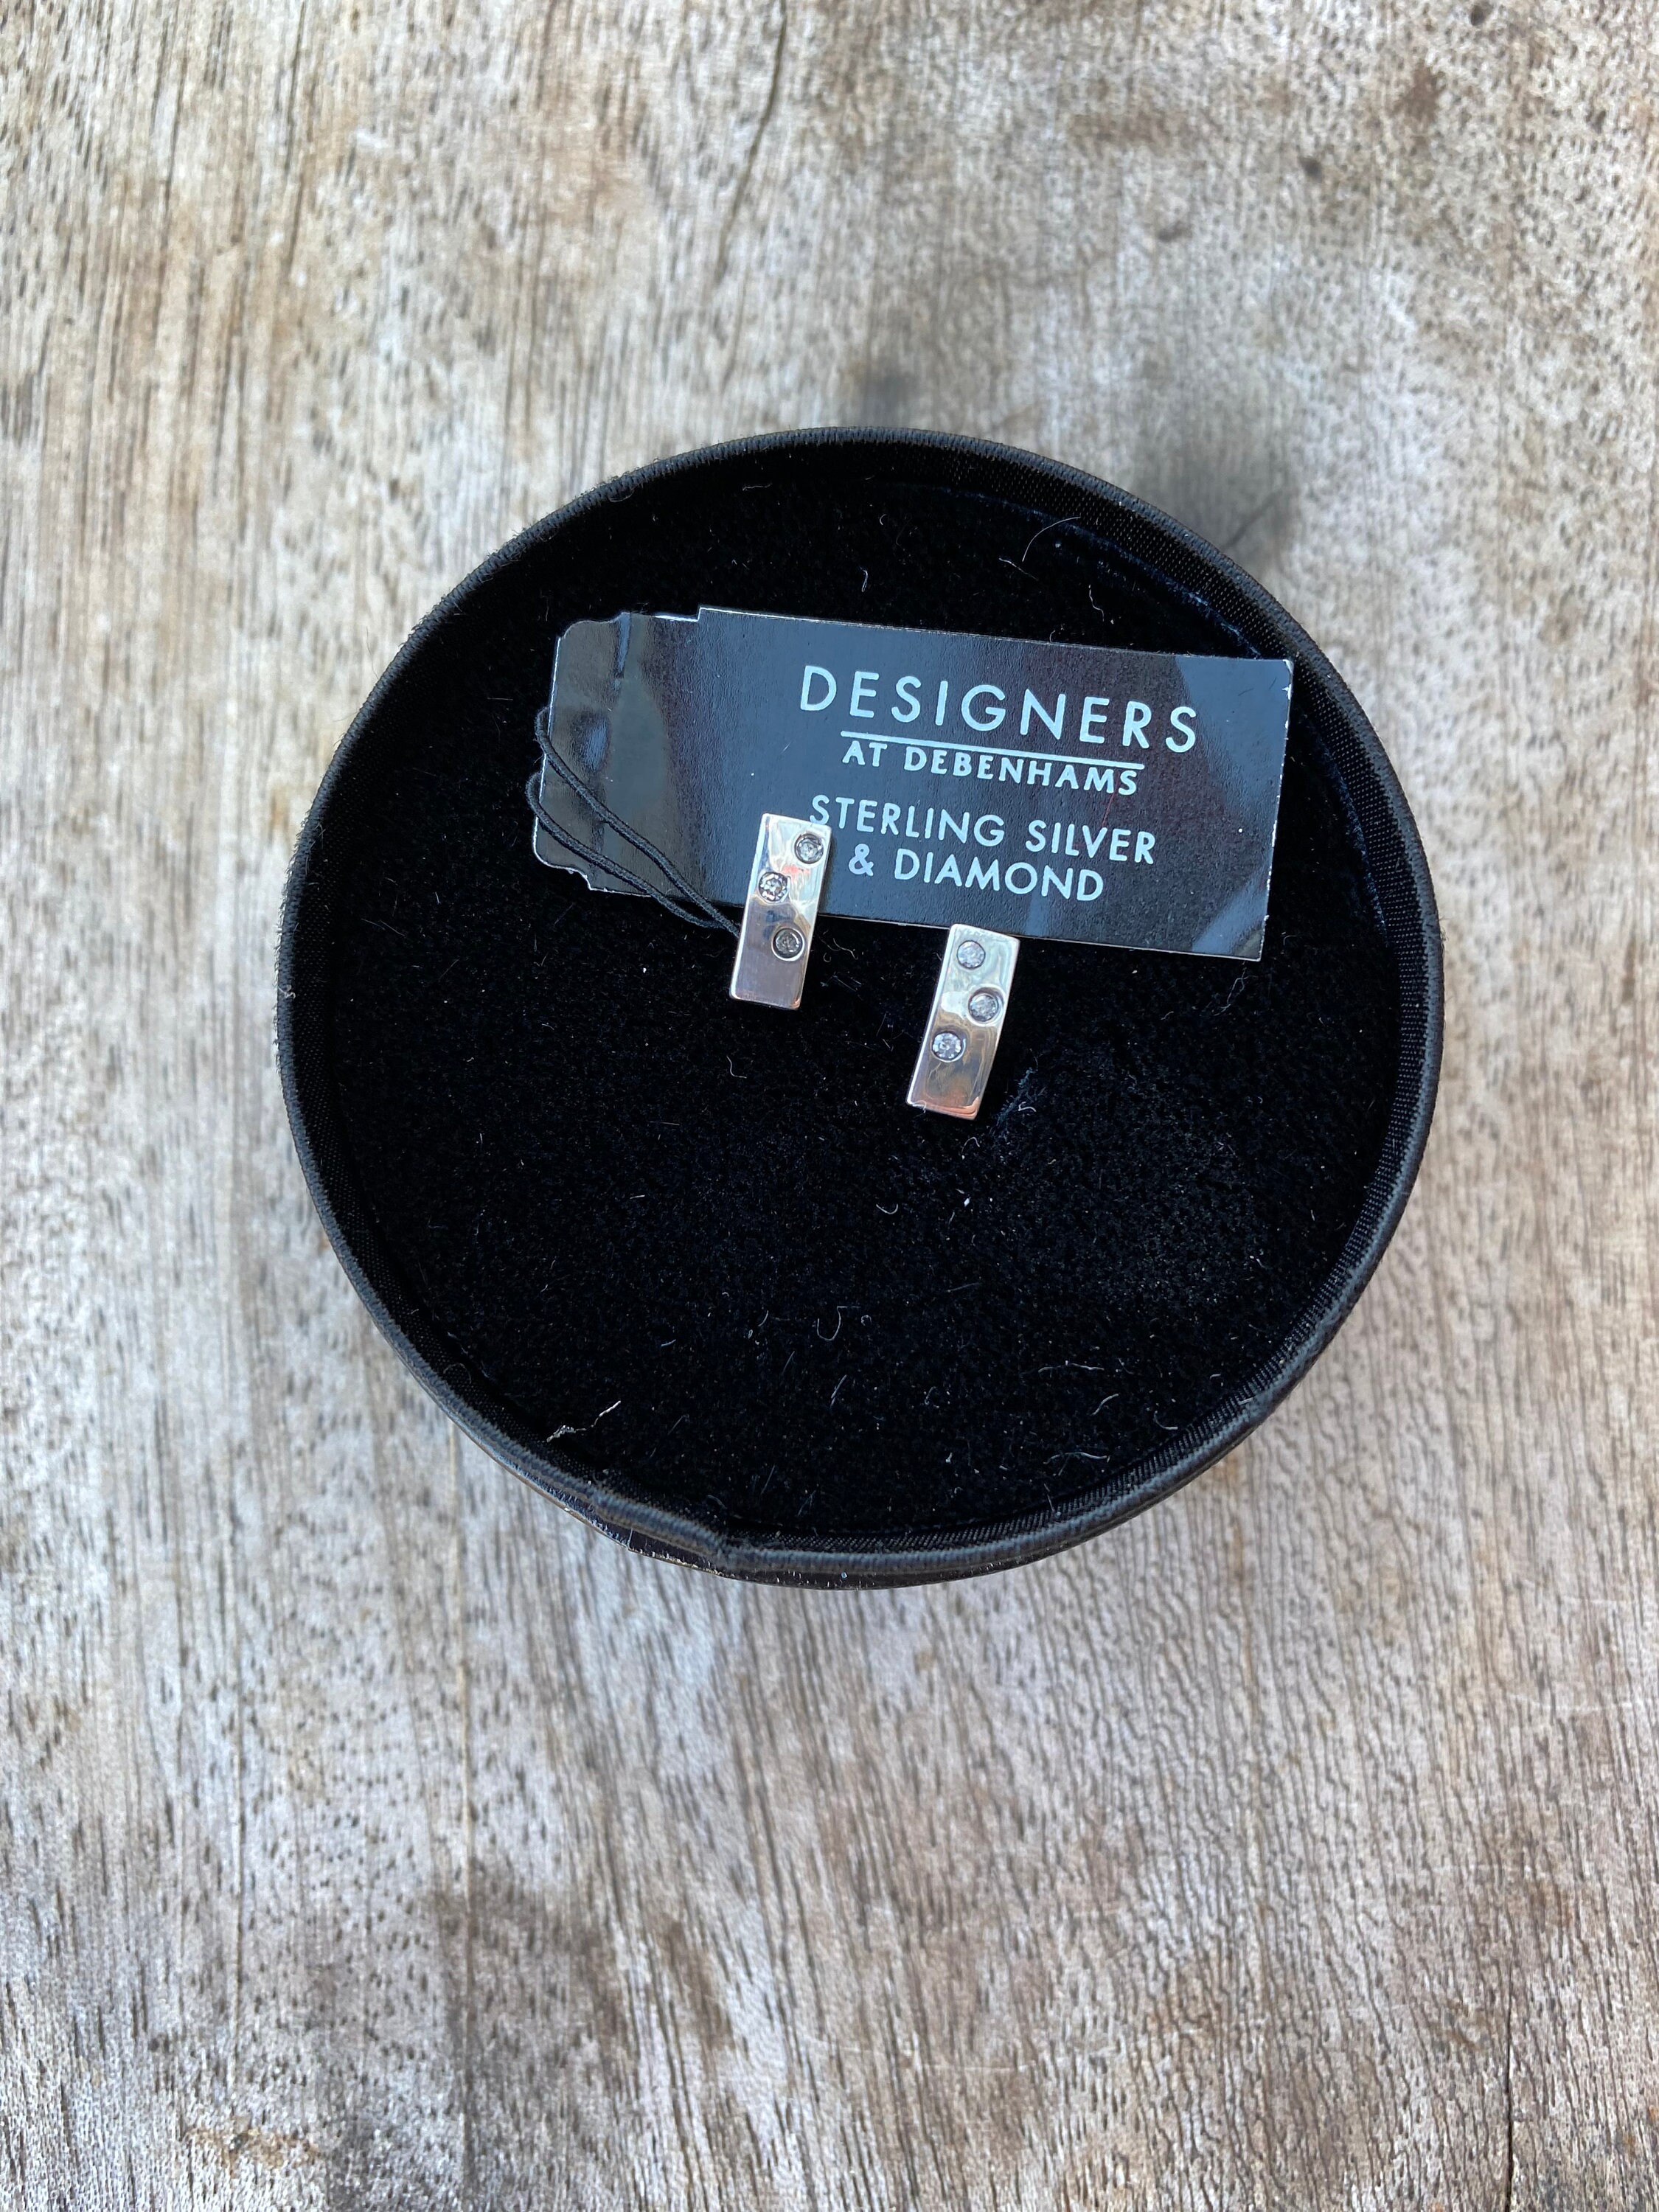 DESIGNERS
AT DEBENHAMS
STERLING SILVER
& DIAMOND